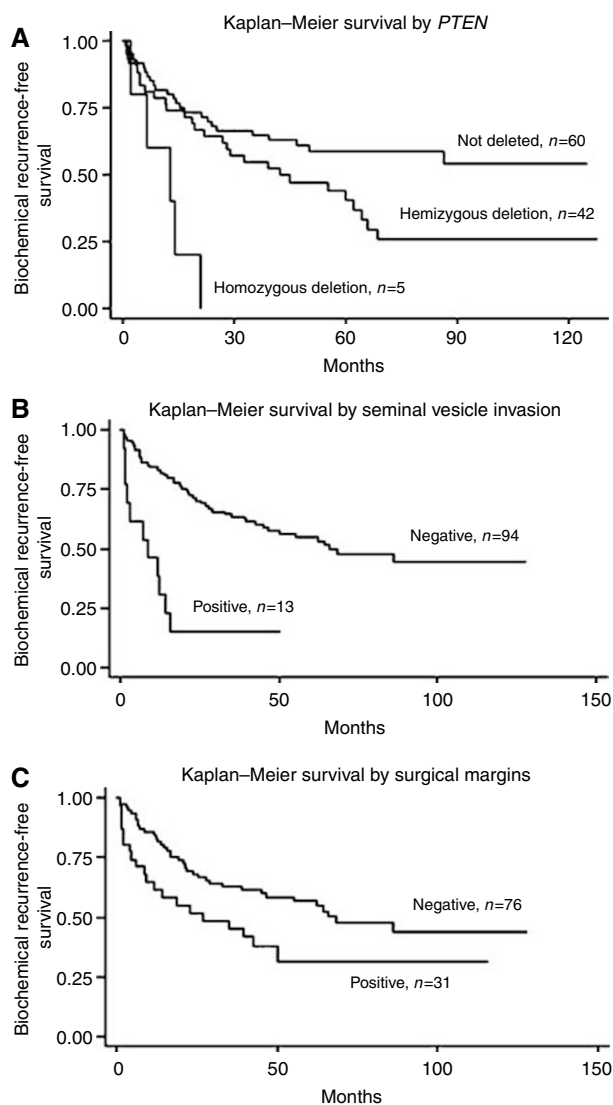 A
Kaplan–Meier survival by PTEN
Biochemical recurrence-free
survival
1.00
0.75
0.50
0.25
0.00
Not deleted, n=60
Hemizygous deletion, n=42
Homozygous deletion, n=5
0 30 60 90 120
Months
B
Kaplan–Meier survival by seminal vesicle invasion
Biochemical recurrence-free
survival
1.00
0.75
0.50
0.25
0.00
Negative, n=94
Positive, n=13
0 50 100 150
Months
C
Kaplan–Meier survival by surgical margins
Biochemical recurrence-free
survival
1.00
0.75
0.50
0.25
0.00
Negative, n=76
Positive, n=31
0 50 100 150
Months